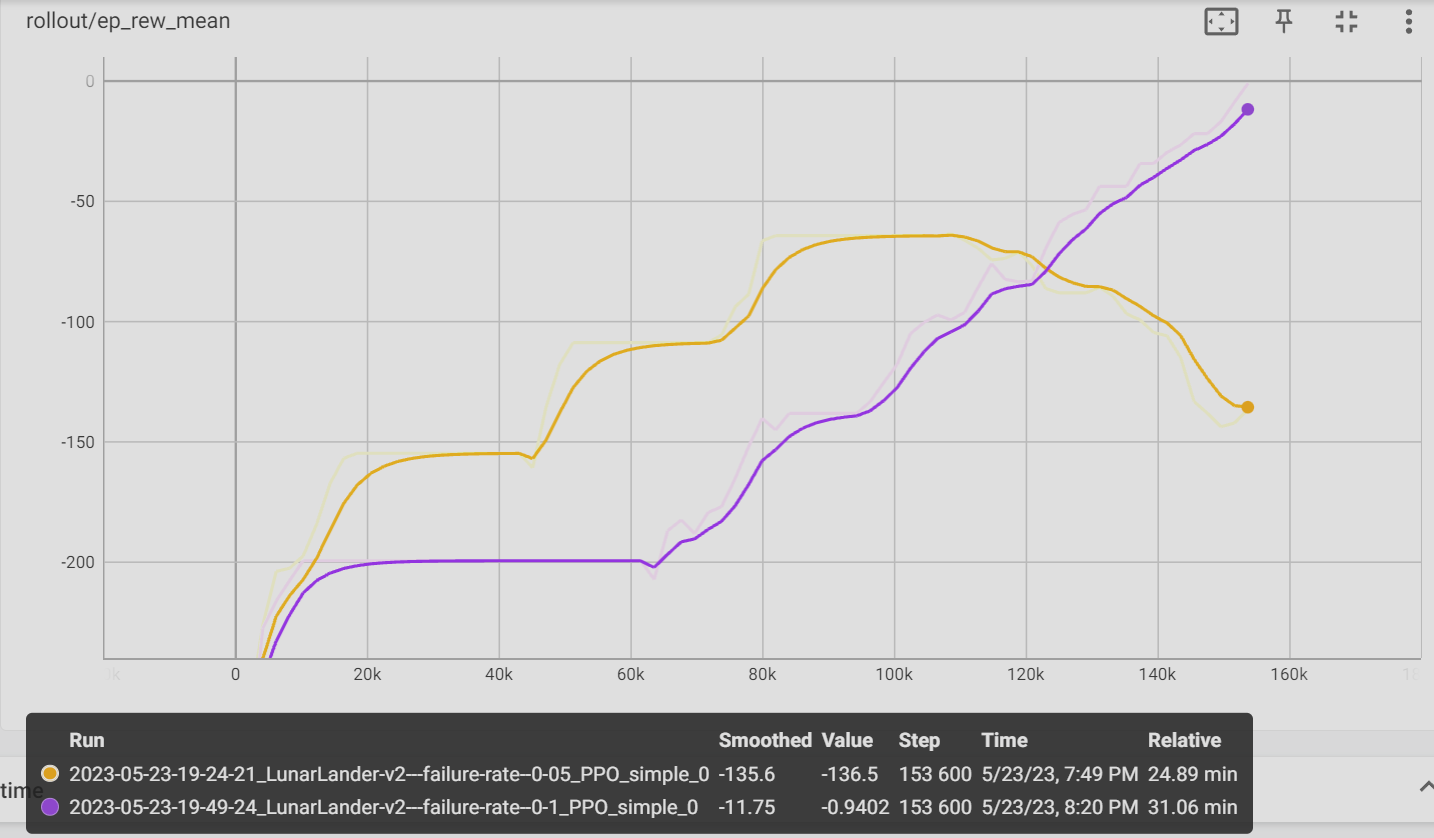 rollout/ep_rew_mean
0
-50
-100
-150
-200
0 20k 40k 60k 80k 100k 120k 140k 160k
time
Run Smoothed Value Step Time Relative
2023-05-23-19-24-21_LunarLander-v2---failure-rate--0-05_PPO_simple_0 -135.6 -136.5 153 600 5/23/23, 7:49 PM 24.89 min
2023-05-23-19-49-24_LunarLander-v2---failure-rate--0-1_PPO_simple_0 -11.75 -0.9402 153 600 5/23/23, 8:20 PM 31.06 min